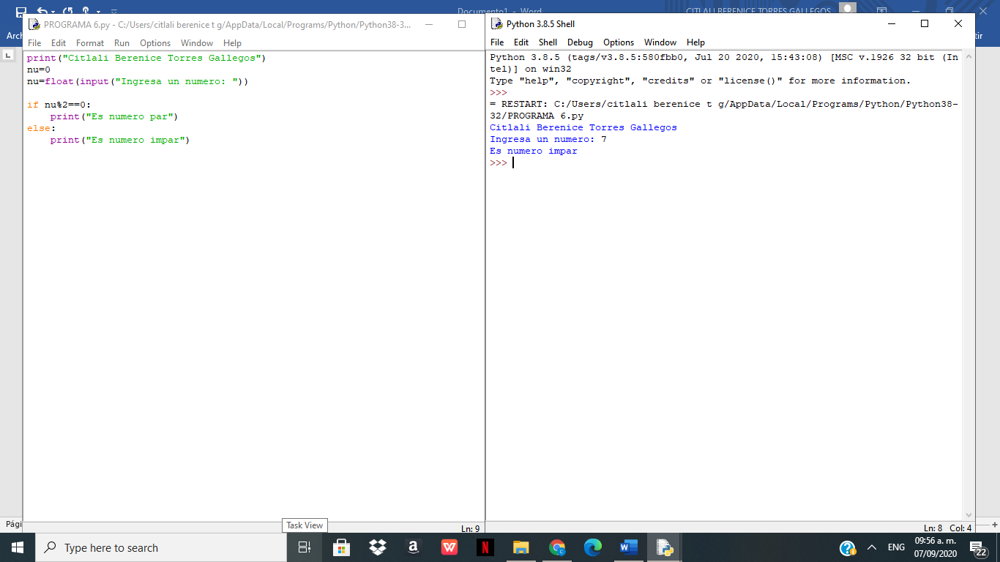 Documento1 - Word
CITLALI BERENICE TORRES GALLEGOS
Arch
tir
PROGRAMA 6.py - C:/Users/citlali berenice t g/AppData/Local/Programs/Python/Python38-3...
File Edit Format Run Options Window Help
print("Citlali Berenice Torres Gallegos")
nu=0
nu=float(input("Ingresa un numero: "))
if nu%2==0:
    print("Es numero par")
else:
    print("Es numero impar")
Ln: 9
Python 3.8.5 Shell
File Edit Shell Debug Options Window Help
Python 3.8.5 (tags/v3.8.5:580fbb0, Jul 20 2020, 15:43:08) [MSC v.1926 32 bit (In
tel)] on win32
Type "help", "copyright", "credits" or "license()" for more information.
>>>
= RESTART: C:/Users/citlali berenice t g/AppData/Local/Programs/Python/Python38-
32/PROGRAMA 6.py
Citlali Berenice Torres Gallegos
Ingresa un numero: 7
Es numero impar
>>>
Ln: 8 Col: 4
Pági
Task View
Type here to search
ENG
09:56 a. m.
07/09/2020
22